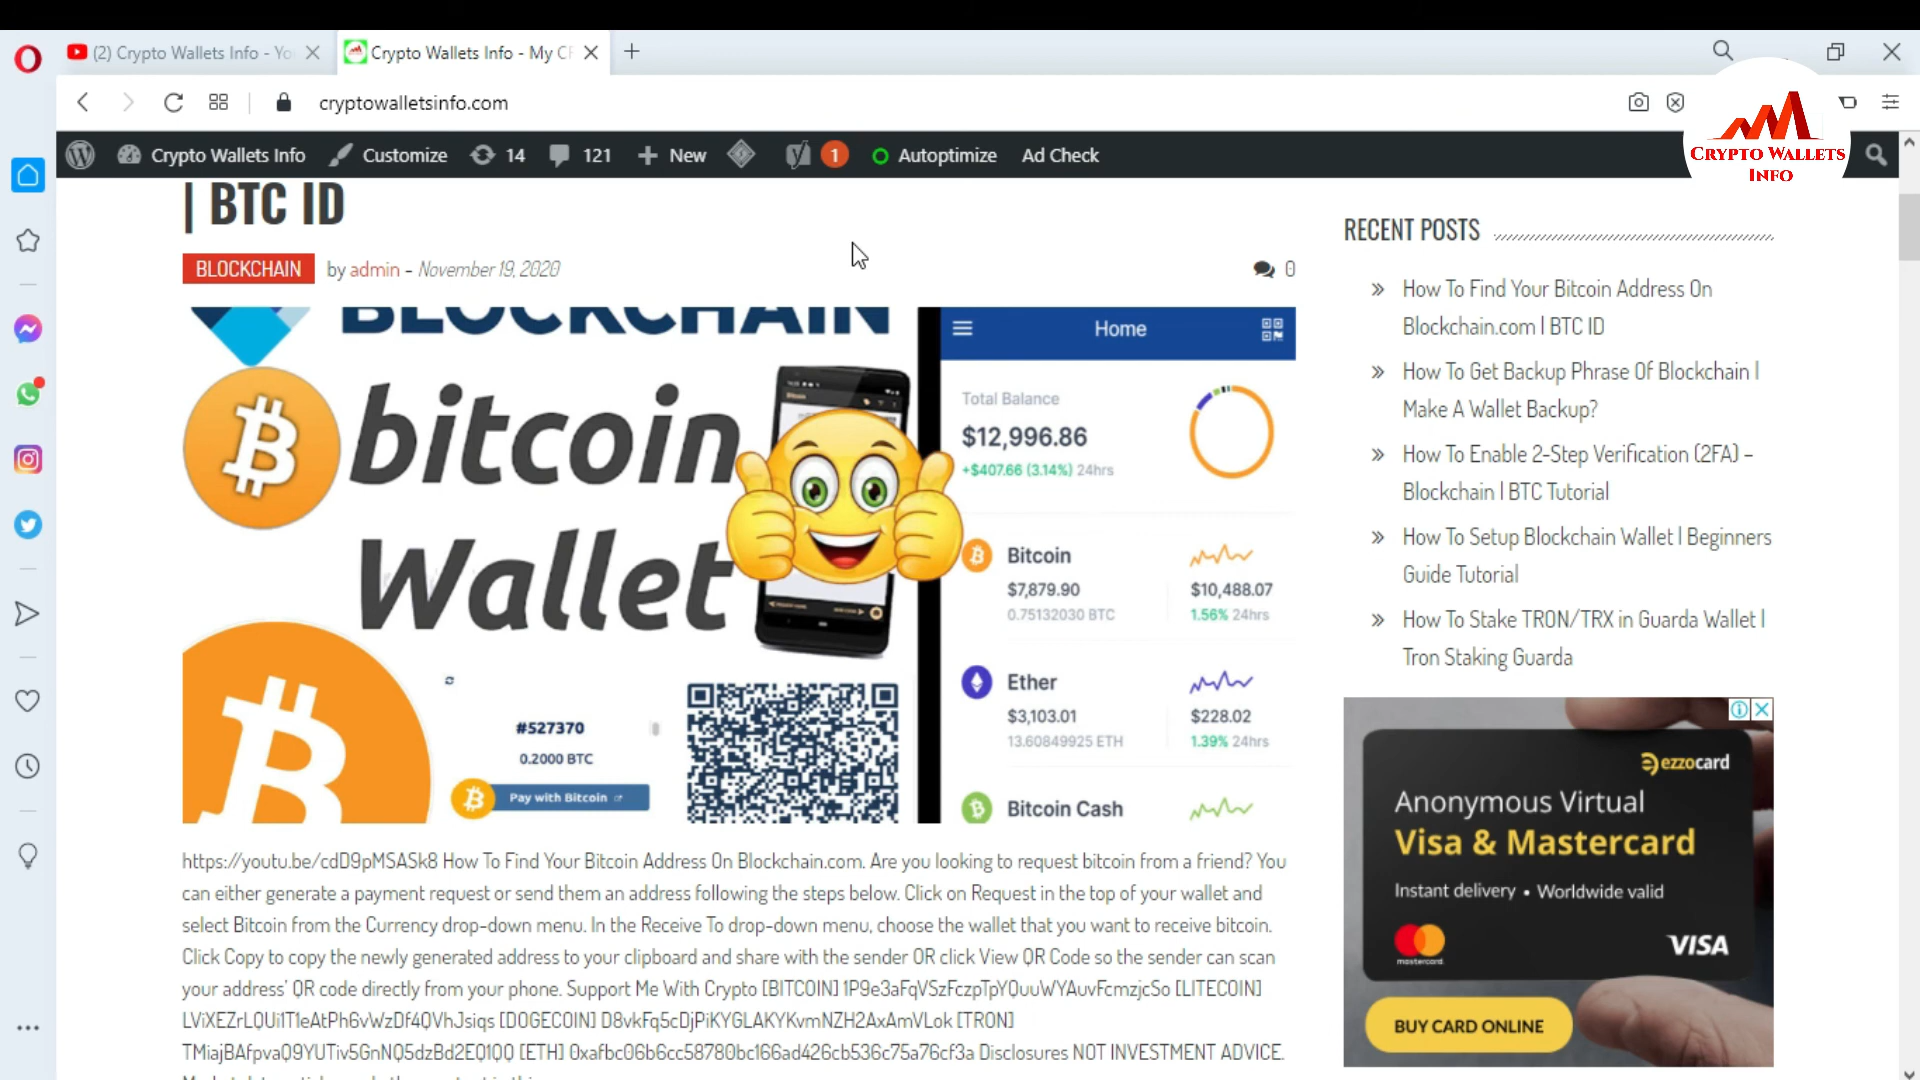 (2) Crypto Wallets Info - Yo
Crypto Wallets Info - My CR
cryptowalletsinfo.com
Crypto Wallets Info
Customize
14
121
New
1
Autoptimize
Ad Check
CRYPTO WALLETS
INFO
| BTC ID
BLOCKCHAIN by admin - November 19, 2020
0
BLOCKCHAIN
bitcoin
Wallet
#527370
0.2000 BTC
Pay with Bitcoin
Home
Total Balance
$12,996.86
+$407.66 (3.14%) 24hrs
Bitcoin
$7,879.90 $10,488.07
0.75132030 BTC 1.56% 24hrs
Ether
$3,103.01 $228.02
13.60849925 ETH 1.39% 24hrs
Bitcoin Cash
https://youtu.be/cdD9pMSASk8 How To Find Your Bitcoin Address On Blockchain.com. Are you looking to request bitcoin from a friend? You
can either generate a payment request or send them an address following the steps below. Click on Request in the top of your wallet and
select Bitcoin from the Currency drop-down menu. In the Receive To drop-down menu, choose the wallet that you want to receive bitcoin.
Click Copy to copy the newly generated address to your clipboard and share with the sender OR click View QR Code so the sender can scan
your address' QR code directly from your phone. Support Me With Crypto [BITCOIN] 1P9e3aFqVSzFczpTpYQuuWYAuvFcmzjcSo [LITECOIN]
LViXEZrLQUi1T1eAtPh6vWzDf4QVhJsiqs [DOGECOIN] D8vkFq5cDjPiKYGLAKYKvmNZH2AxAmVLok [TRON]
TMiajBAfpvaQ9YUTiv5GnNQ5dzBd2EQ1QQ [ETH] 0xafbc06b6cc58780bc166ad426cb536c75a76cf3a Disclosures NOT INVESTMENT ADVICE.
RECENT POSTS
How To Find Your Bitcoin Address On
Blockchain.com | BTC ID
How To Get Backup Phrase Of Blockchain |
Make A Wallet Backup?
How To Enable 2-Step Verification (2FA) –
Blockchain | BTC Tutorial
How To Setup Blockchain Wallet | Beginners
Guide Tutorial
How To Stake TRON/TRX in Guarda Wallet |
Tron Staking Guarda
ezzocard
Anonymous Virtual
Visa & Mastercard
Instant delivery • Worldwide valid
mastercard
VISA
BUY CARD ONLINE